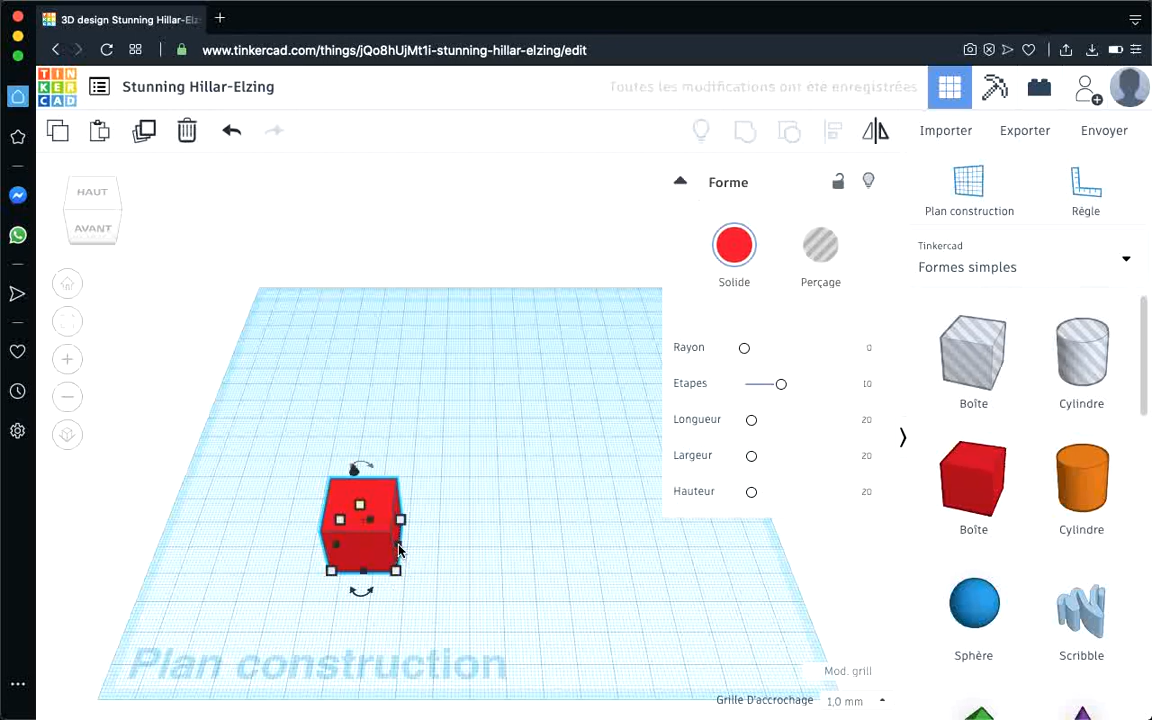 3D design Stunning Hillar-Elz
www.tinkercad.com/things/jQo8hUjMt1i-stunning-hillar-elzing/edit
TIN
KER
CAD
Stunning Hillar-Elzing
Toutes les modifications ont été enregistrées
Importer
Exporter
Envoyer
HAUT
AVANT
Forme
Solide
Perçage
Rayon 0
Etapes 10
Longueur 20
Largeur 20
Hauteur 20
Plan construction
Règle
Tinkercad
Formes simples
Boîte
Cylindre
Boîte
Cylindre
Sphère
Scribble
Plan construction
Mod. grill
Grille D'accrochage 1,0 mm